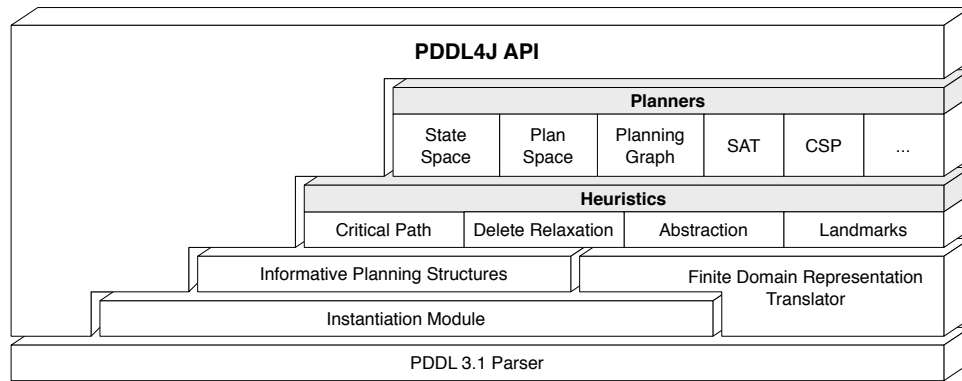 PDDL4J API
Planners
State
Space
Plan
Space
Planning
Graph
SAT
CSP
...
Heuristics
Critical Path
Delete Relaxation
Abstraction
Landmarks
Informative Planning Structures
Finite Domain Representation
Translator
Instantiation Module
PDDL 3.1 Parser